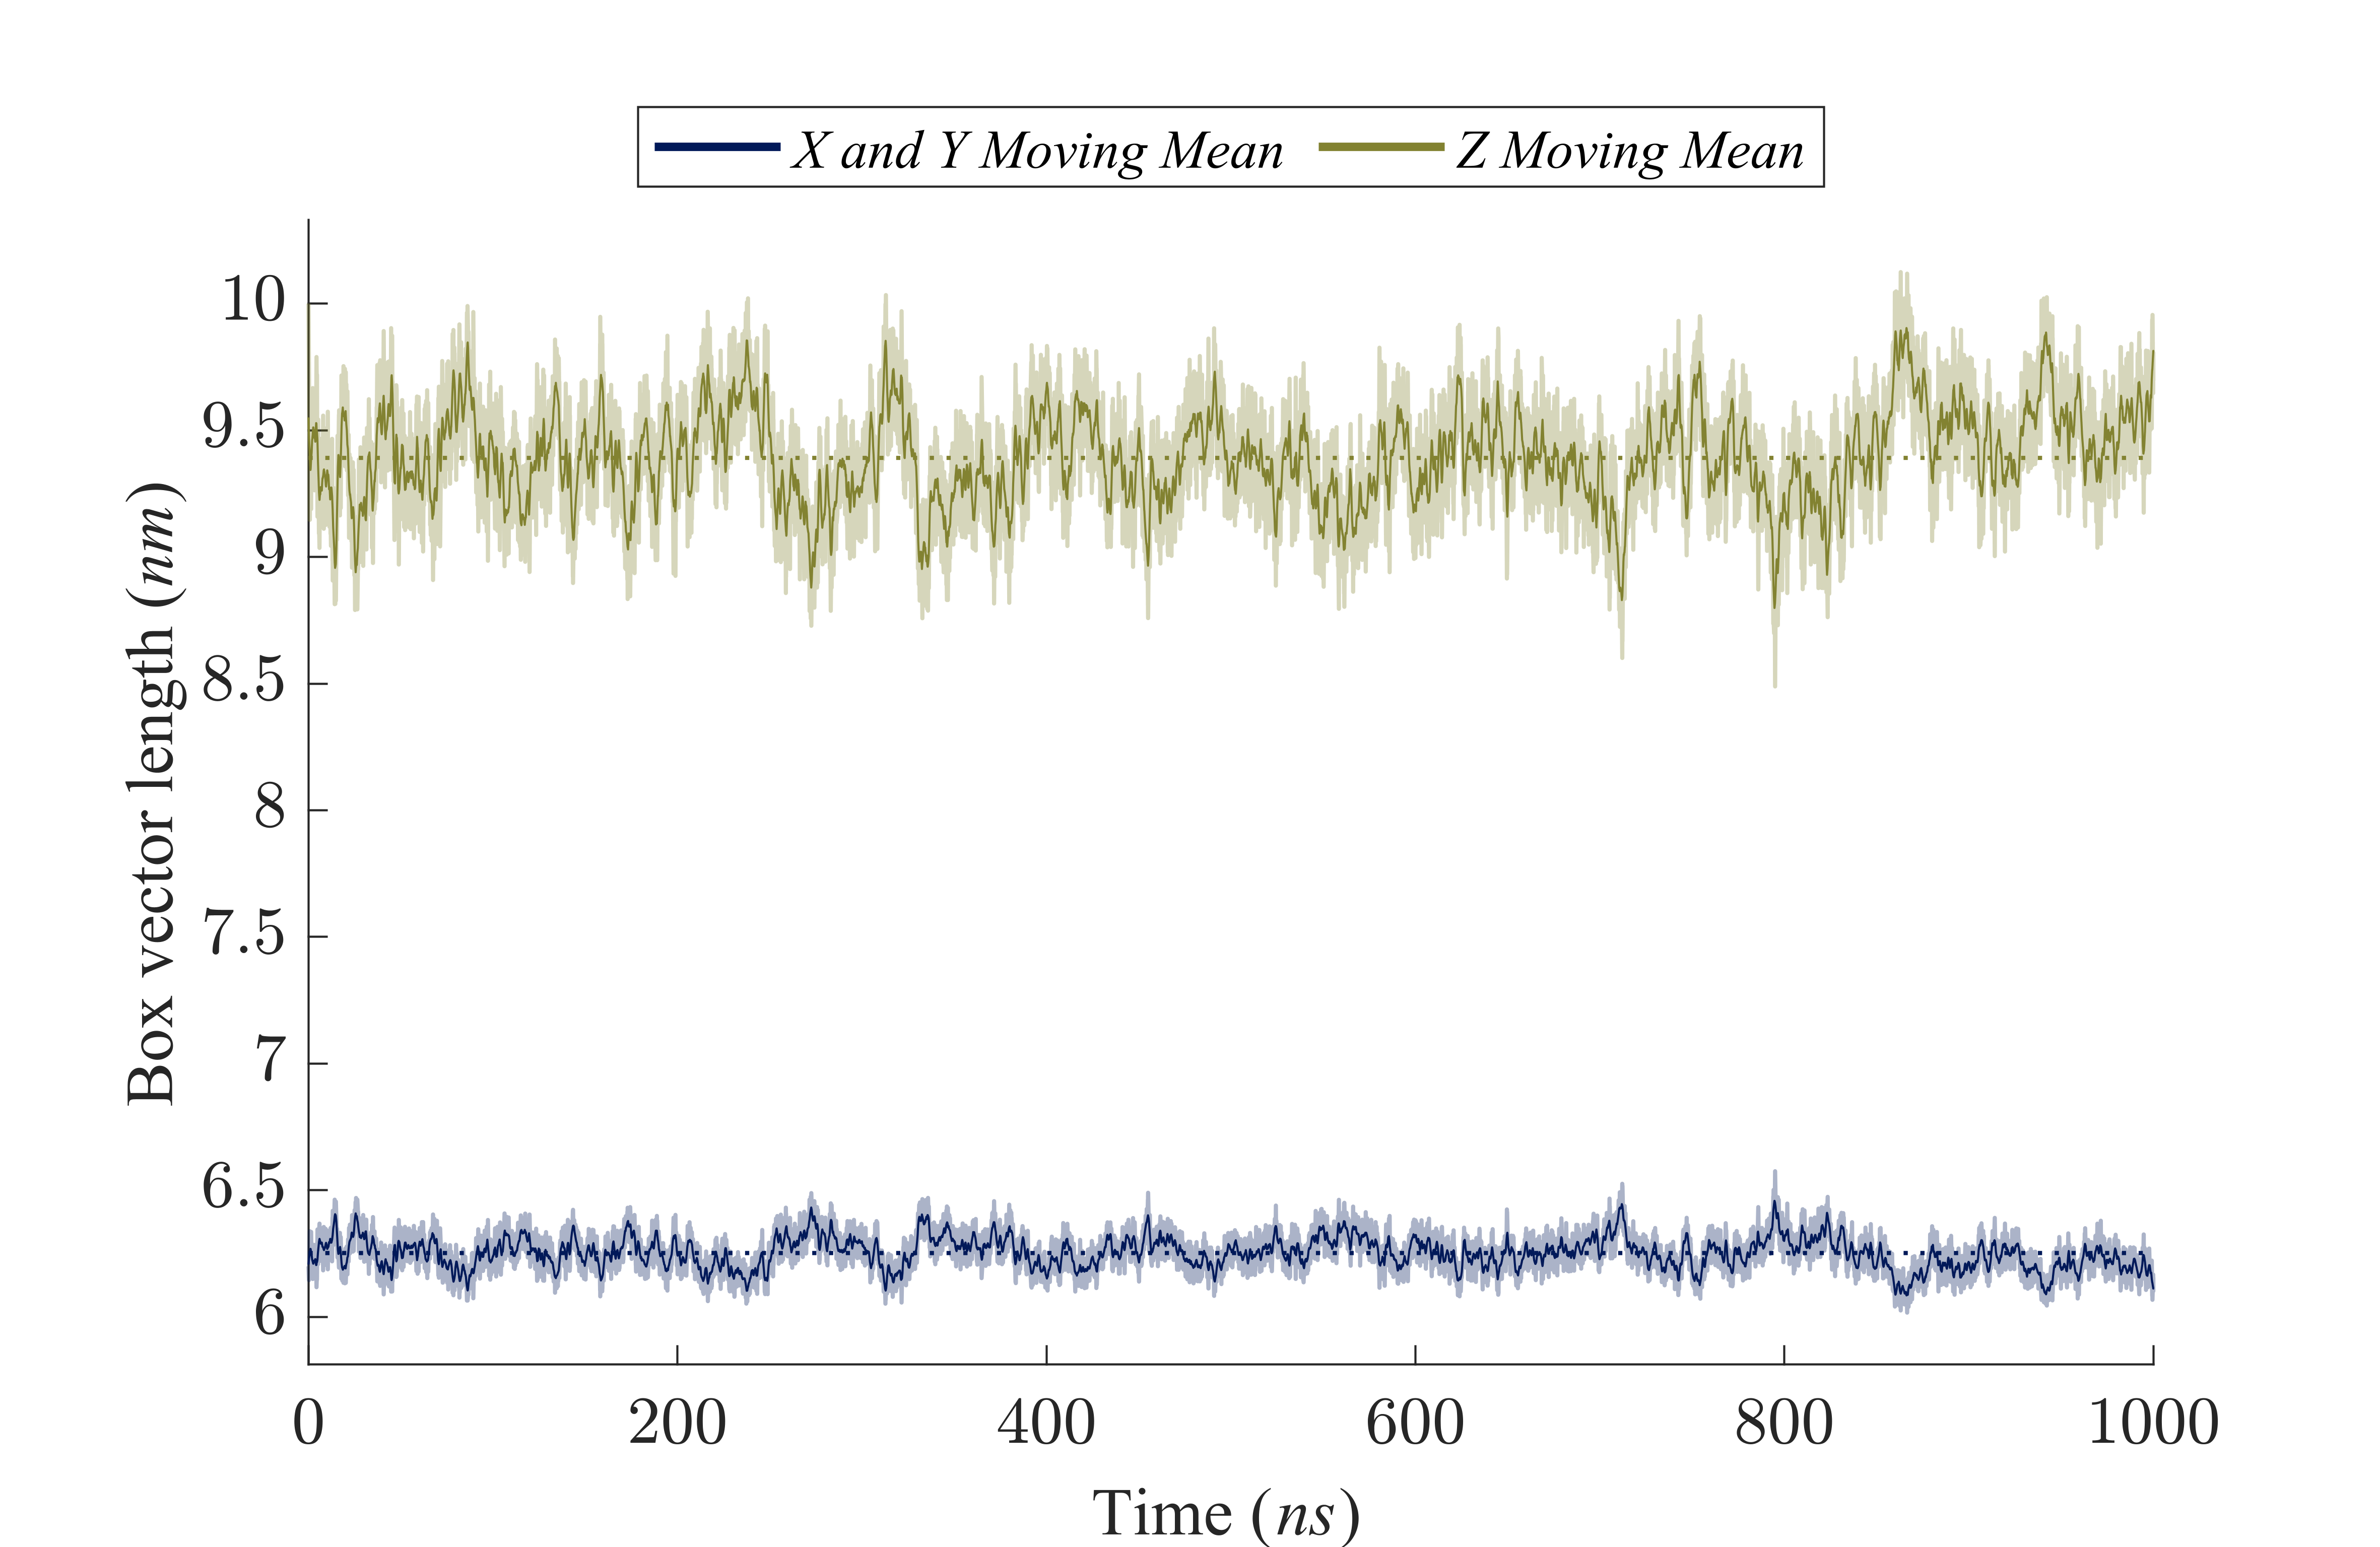 X and Y Moving Mean Z Moving Mean
10
9.5
9
8.5
8
7.5
7
6.5
6
Box vector length (nm)
0 200 400 600 800 1000
Time (ns)